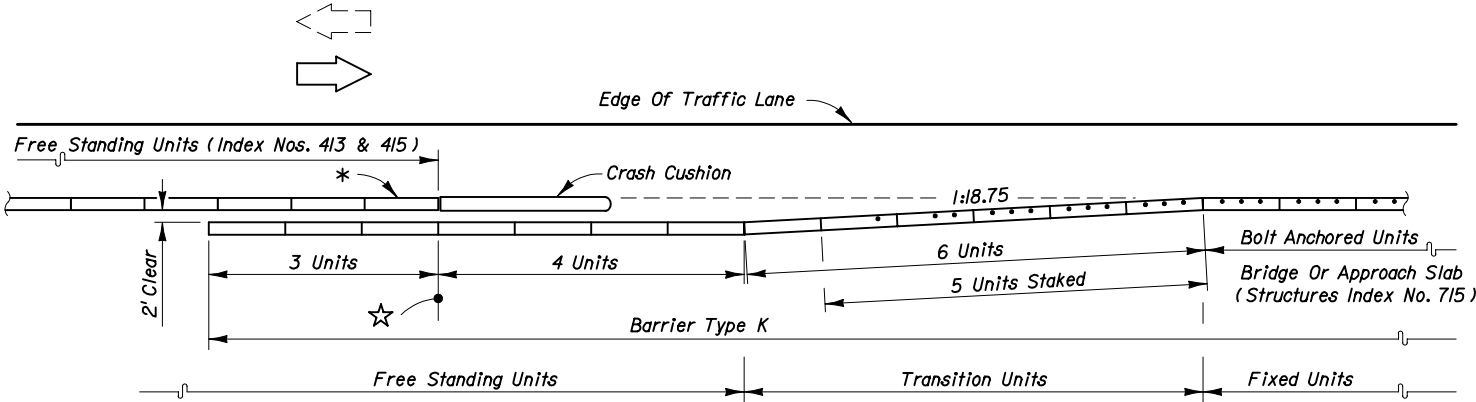 Edge Of Traffic Lane
Free Standing Units (Index Nos. 413 & 415)
*
Crash Cushion
1:18.75
2' Clear
3 Units
4 Units
6 Units
5 Units Staked
Bolt Anchored Units
Bridge Or Approach Slab
(Structures Index No. 715)
Barrier Type K
Free Standing Units
Transition Units
Fixed Units